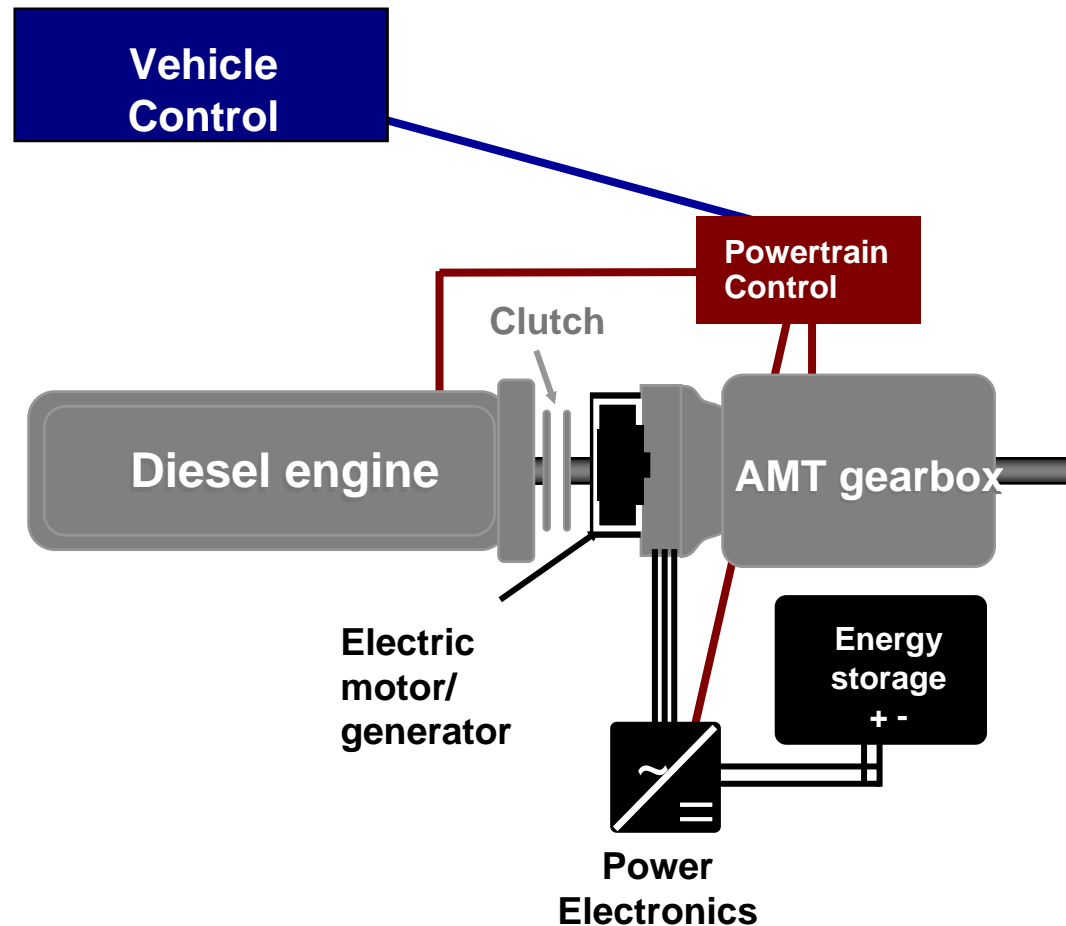 Vehicle
Control
Powertrain
Control
Clutch
Diesel engine
AMT gearbox
Electric
motor/
generator
Energy
storage
+ -
~
Power
Electronics